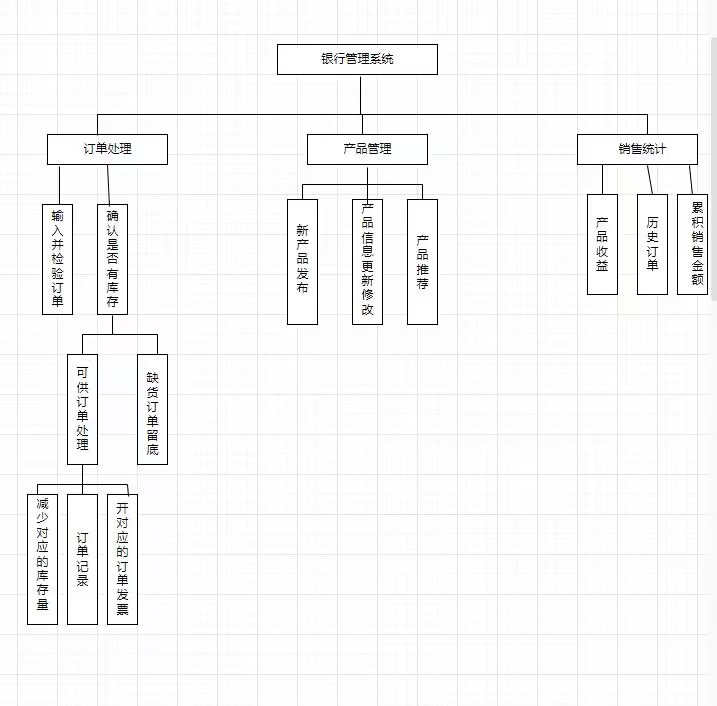 银行管理系统
订单处理
产品管理
销售统计
输入并检验订单
确认是否有库存
新产品发布
产品信息更新修改
产品推荐
产品收益
历史订单
累积销售金额
可供订单处理
缺货订单留底
减少对应的库存量
订单记录
开对应的订单发票